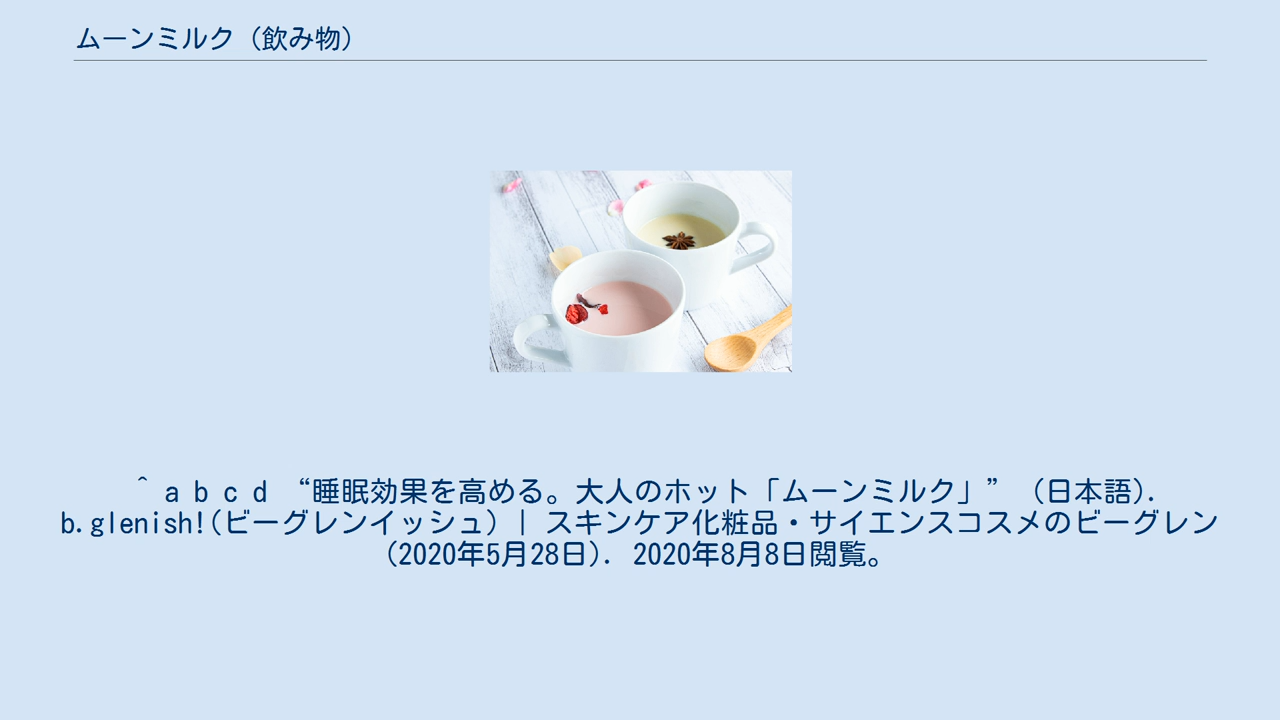 ムーンミルク（飲み物）
^ a b c d “睡眠効果を高める。大人のホット「ムーンミルク」” (日本語).
b.glenish!(ビーグレンイッシュ) | スキンケア化粧品・サイエンスコスメのビーグレン
(2020年5月28日). 2020年8月8日閲覧。